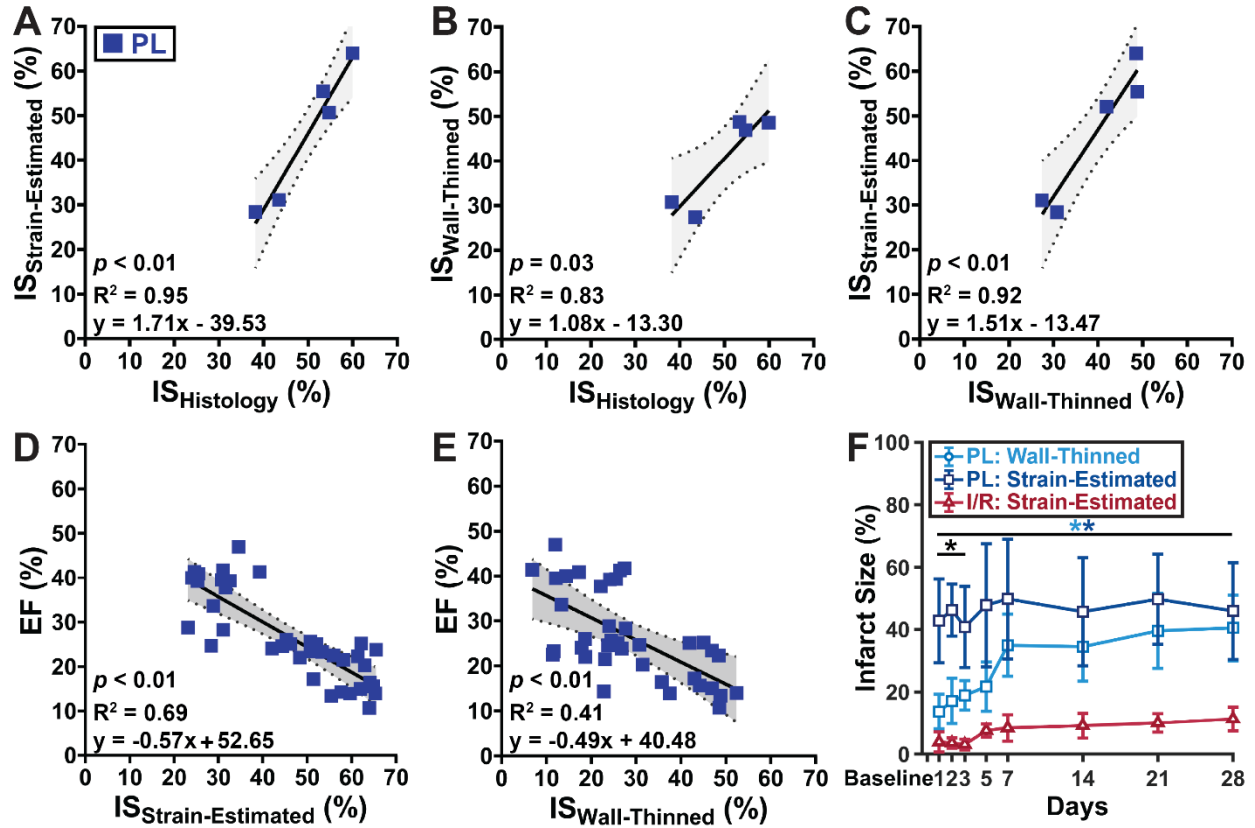 A
PL
IS Strain-Estimated (%)
70
60
50
40
30
20
10
0
p < 0.01
R² = 0.95
y = 1.71x - 39.53
0 10 20 30 40 50 60 70
IS Histology (%)
B
IS Wall-Thinned (%)
70
60
50
40
30
20
10
0
p = 0.03
R² = 0.83
y = 1.08x - 13.30
0 10 20 30 40 50 60 70
IS Histology (%)
C
IS Strain-Estimated (%)
70
60
50
40
30
20
10
0
p < 0.01
R² = 0.92
y = 1.51x - 13.47
0 10 20 30 40 50 60 70
IS Wall-Thinned (%)
D
EF (%)
70
60
50
40
30
20
10
0
p < 0.01
R² = 0.69
y = -0.57x + 52.65
0 10 20 30 40 50 60 70
IS Strain-Estimated (%)
E
EF (%)
70
60
50
40
30
20
10
0
p < 0.01
R² = 0.41
y = -0.49x + 40.48
0 10 20 30 40 50 60 70
IS Wall-Thinned (%)
F
PL: Wall-Thinned
PL: Strain-Estimated
I/R: Strain-Estimated
**
*
Infarct Size (%)
100
80
60
40
20
0
Baseline 1 2 3 5 7 14 21 28
Days